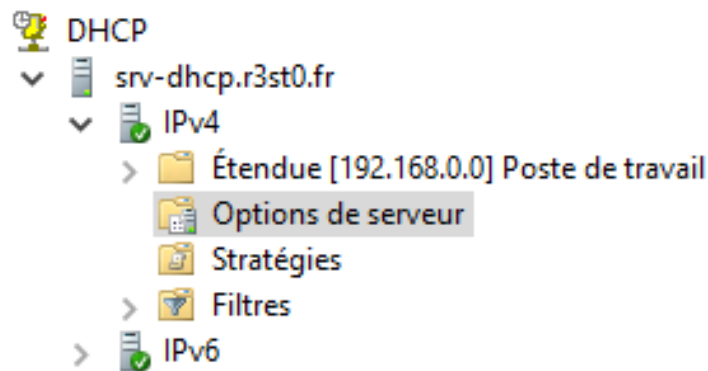 DHCP
srv-dhcp.r3st0.fr
IPv4
Étendue [192.168.0.0] Poste de travail
Options de serveur
Stratégies
Filtres
IPv6